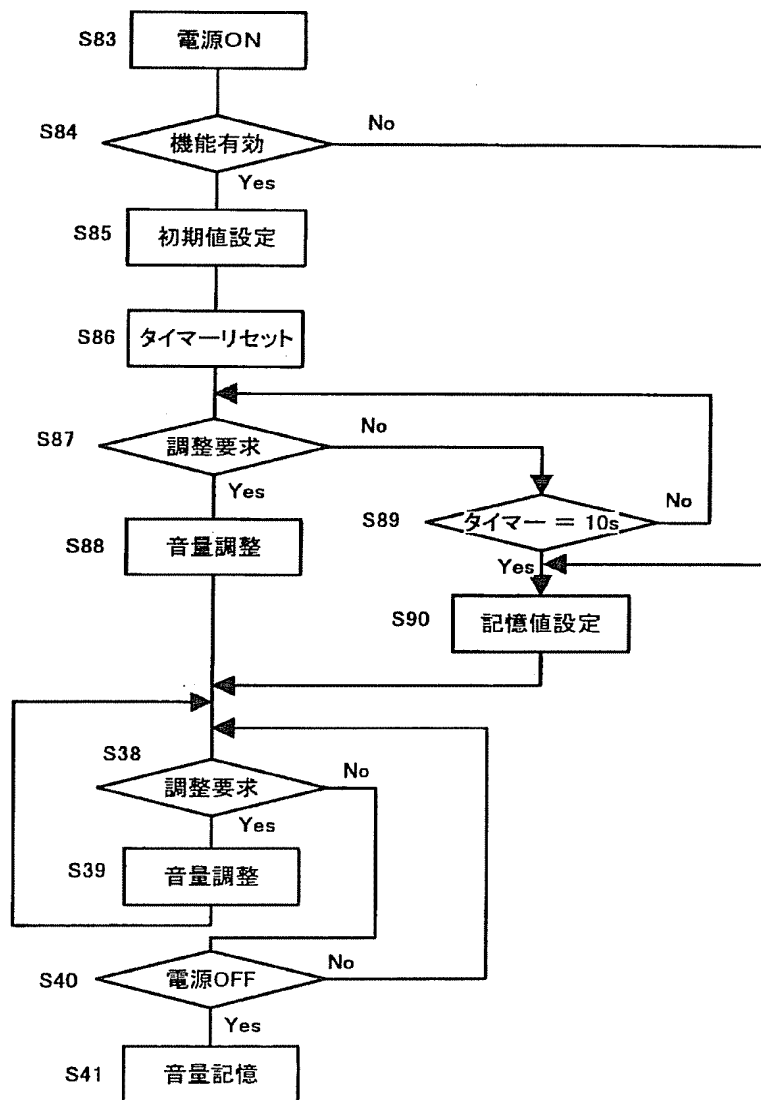 S83 電源ON
S84 機能有効 No
Yes
S85 初期値設定
S86 タイマーリセット
S87 調整要求 No
Yes
S88 音量調整
S89 タイマー = 10s No
Yes
S90 記憶値設定
S38 調整要求 No
Yes
S39 音量調整
S40 電源OFF No
Yes
S41 音量記憶